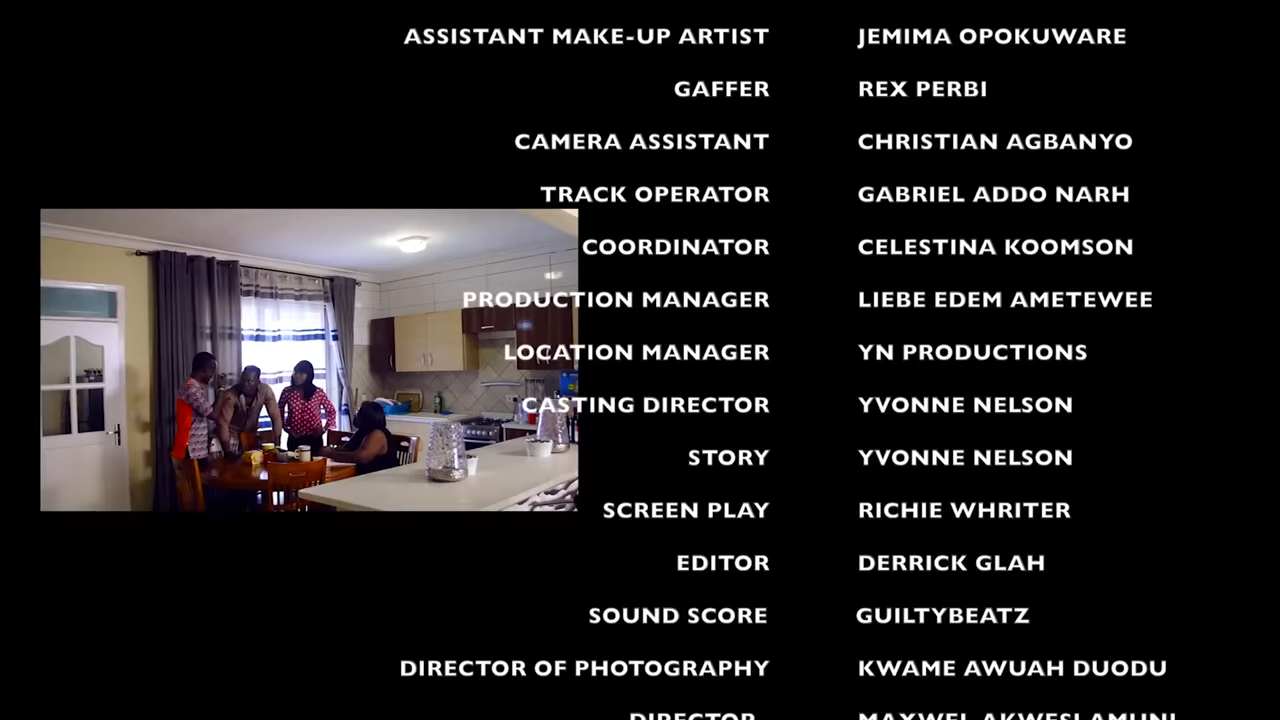 ASSISTANT MAKE-UP ARTIST JEMIMA OPOKUWARE
GAFFER REX PERBI
CAMERA ASSISTANT CHRISTIAN AGBANYO
TRACK OPERATOR GABRIEL ADDO NARH
COORDINATOR CELESTINA KOOMSON
PRODUCTION MANAGER LIEBE EDEM AMETEWEE
LOCATION MANAGER YN PRODUCTIONS
CASTING DIRECTOR YVONNE NELSON
STORY YVONNE NELSON
SCREEN PLAY RICHIE WHRITER
EDITOR DERRICK GLAH
SOUND SCORE GUILTYBEATZ
DIRECTOR OF PHOTOGRAPHY KWAME AWUAH DUODU
DIRECTOR MAXWEL